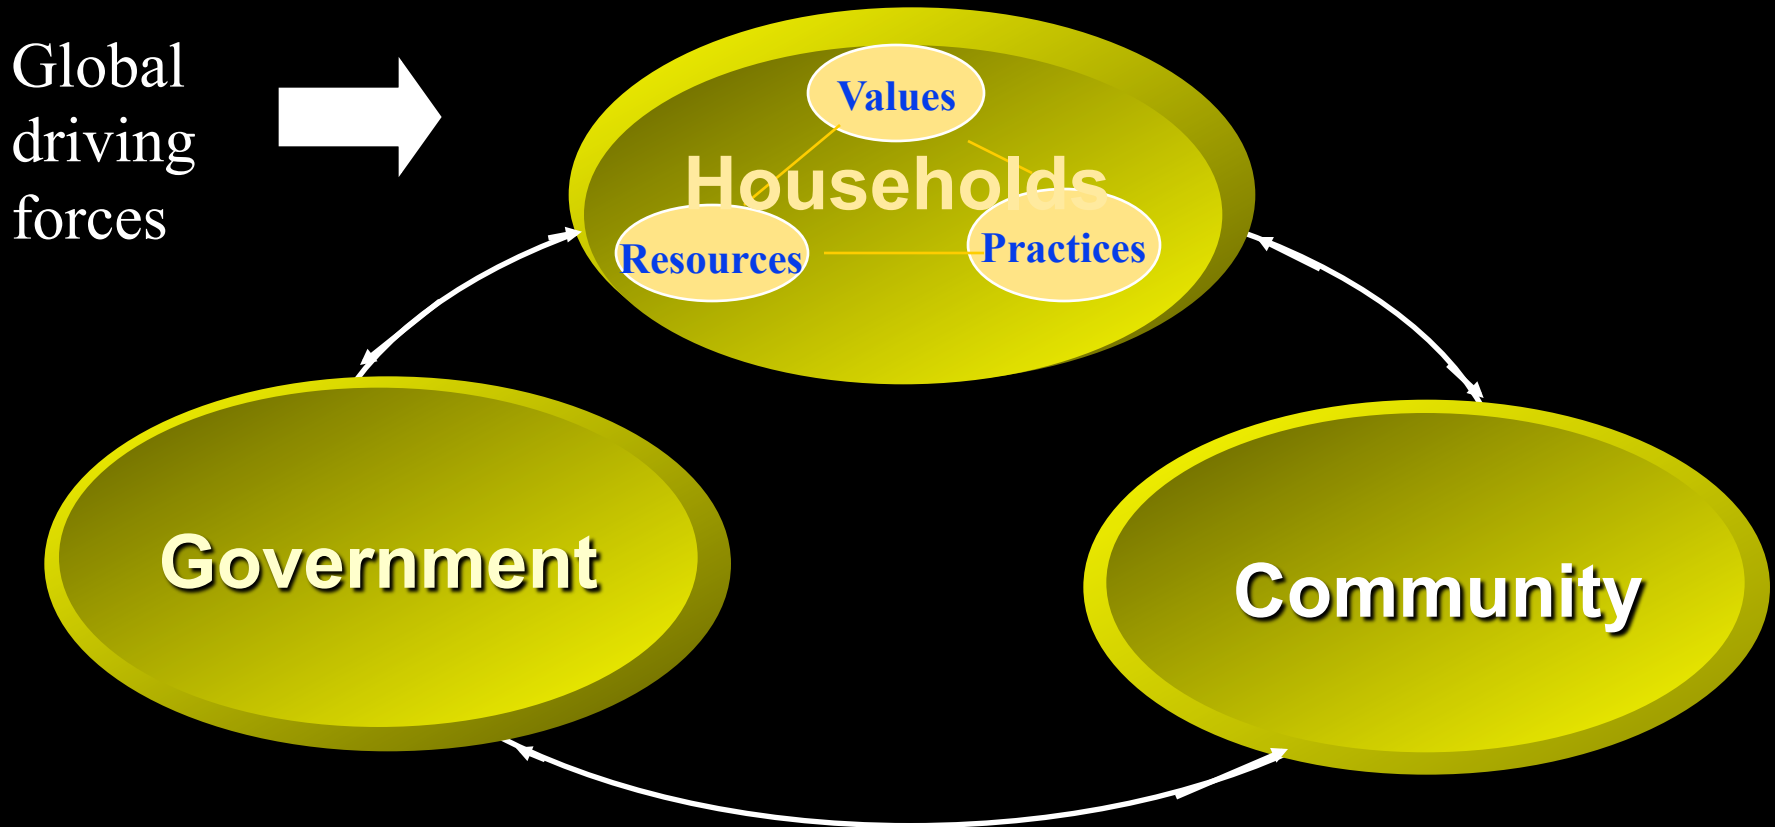 Global
driving
forces
Values
Households
Resources
Practices
Government
Community